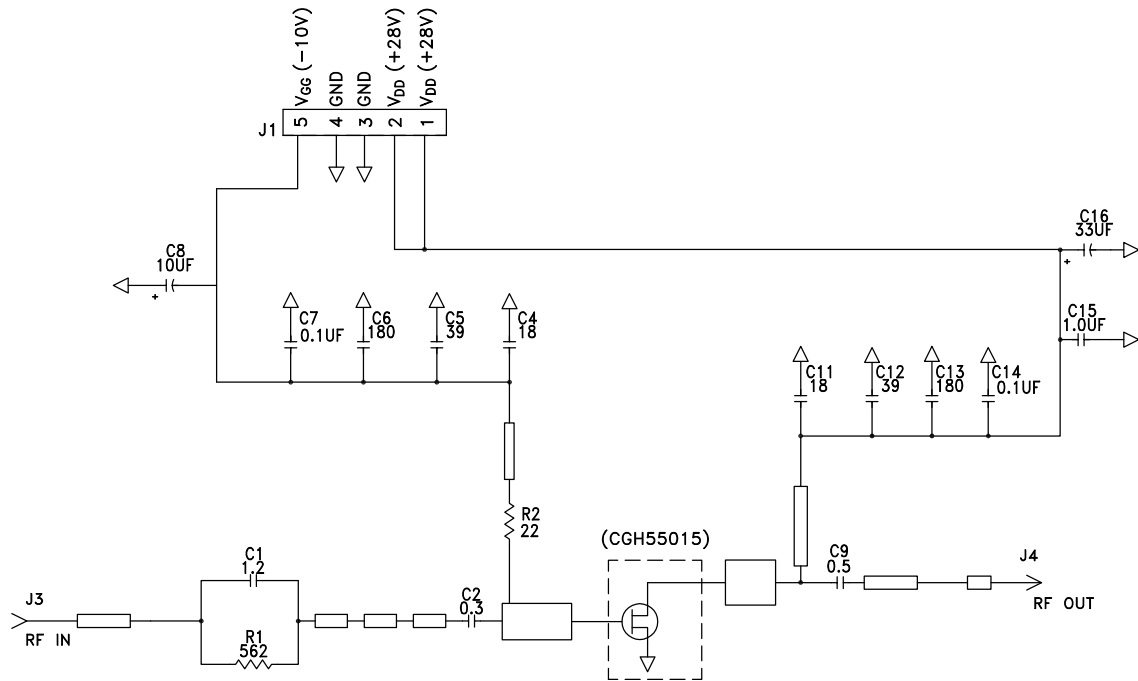 VGG (-10V)
GND
GND
VDD (+28V)
VDD (+28V)
J1
5
4
3
2
1
C8
10UF
C16
33UF
+
+
C7
0.1UF
C6
180
C5
39
C4
18
C15
1.0UF
C11
18
C12
39
C13
180
C14
0.1UF
R2
22
(CGH55015)
C1
1.2
C9
0.5
J4
RF OUT
J3
RF IN
C2
0.3
R1
562